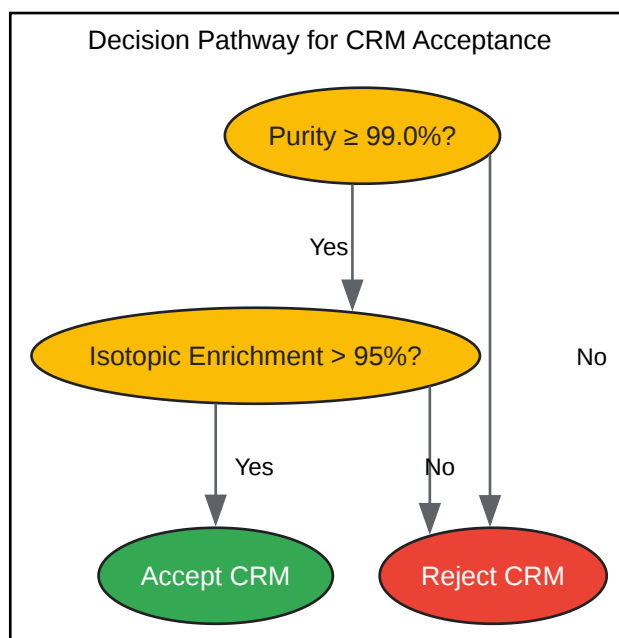 Decision Pathway for CRM Acceptance
Purity ≥ 99.0%?
Yes
Isotopic Enrichment > 95%?
No
Yes
No
Accept CRM
Reject CRM